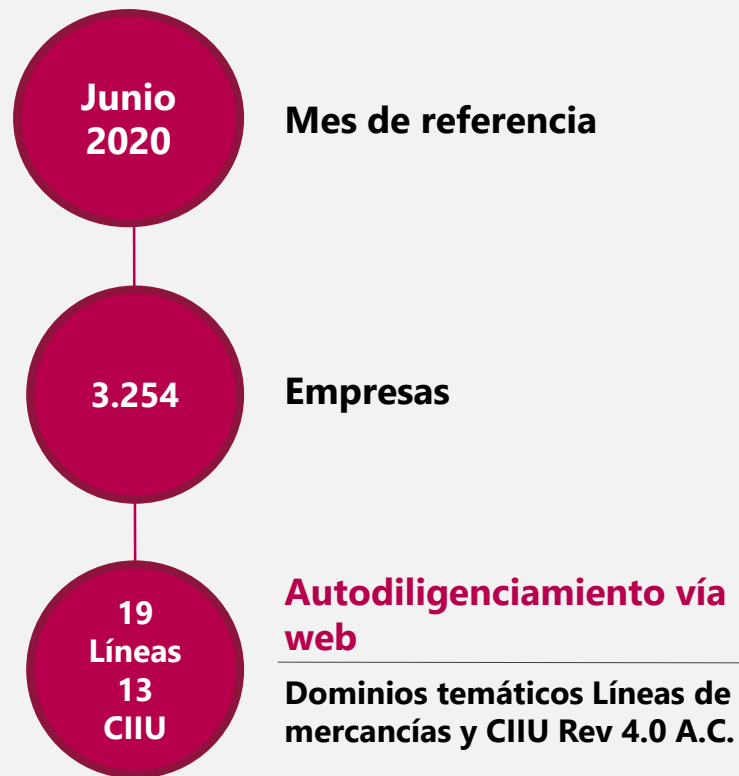 Junio
2020
Mes de referencia
3.254
Empresas
19
Líneas
13
CIIU
Autodiligenciamiento vía
web
Dominios temáticos Líneas de
mercancías y CIIU Rev 4.0 A.C.